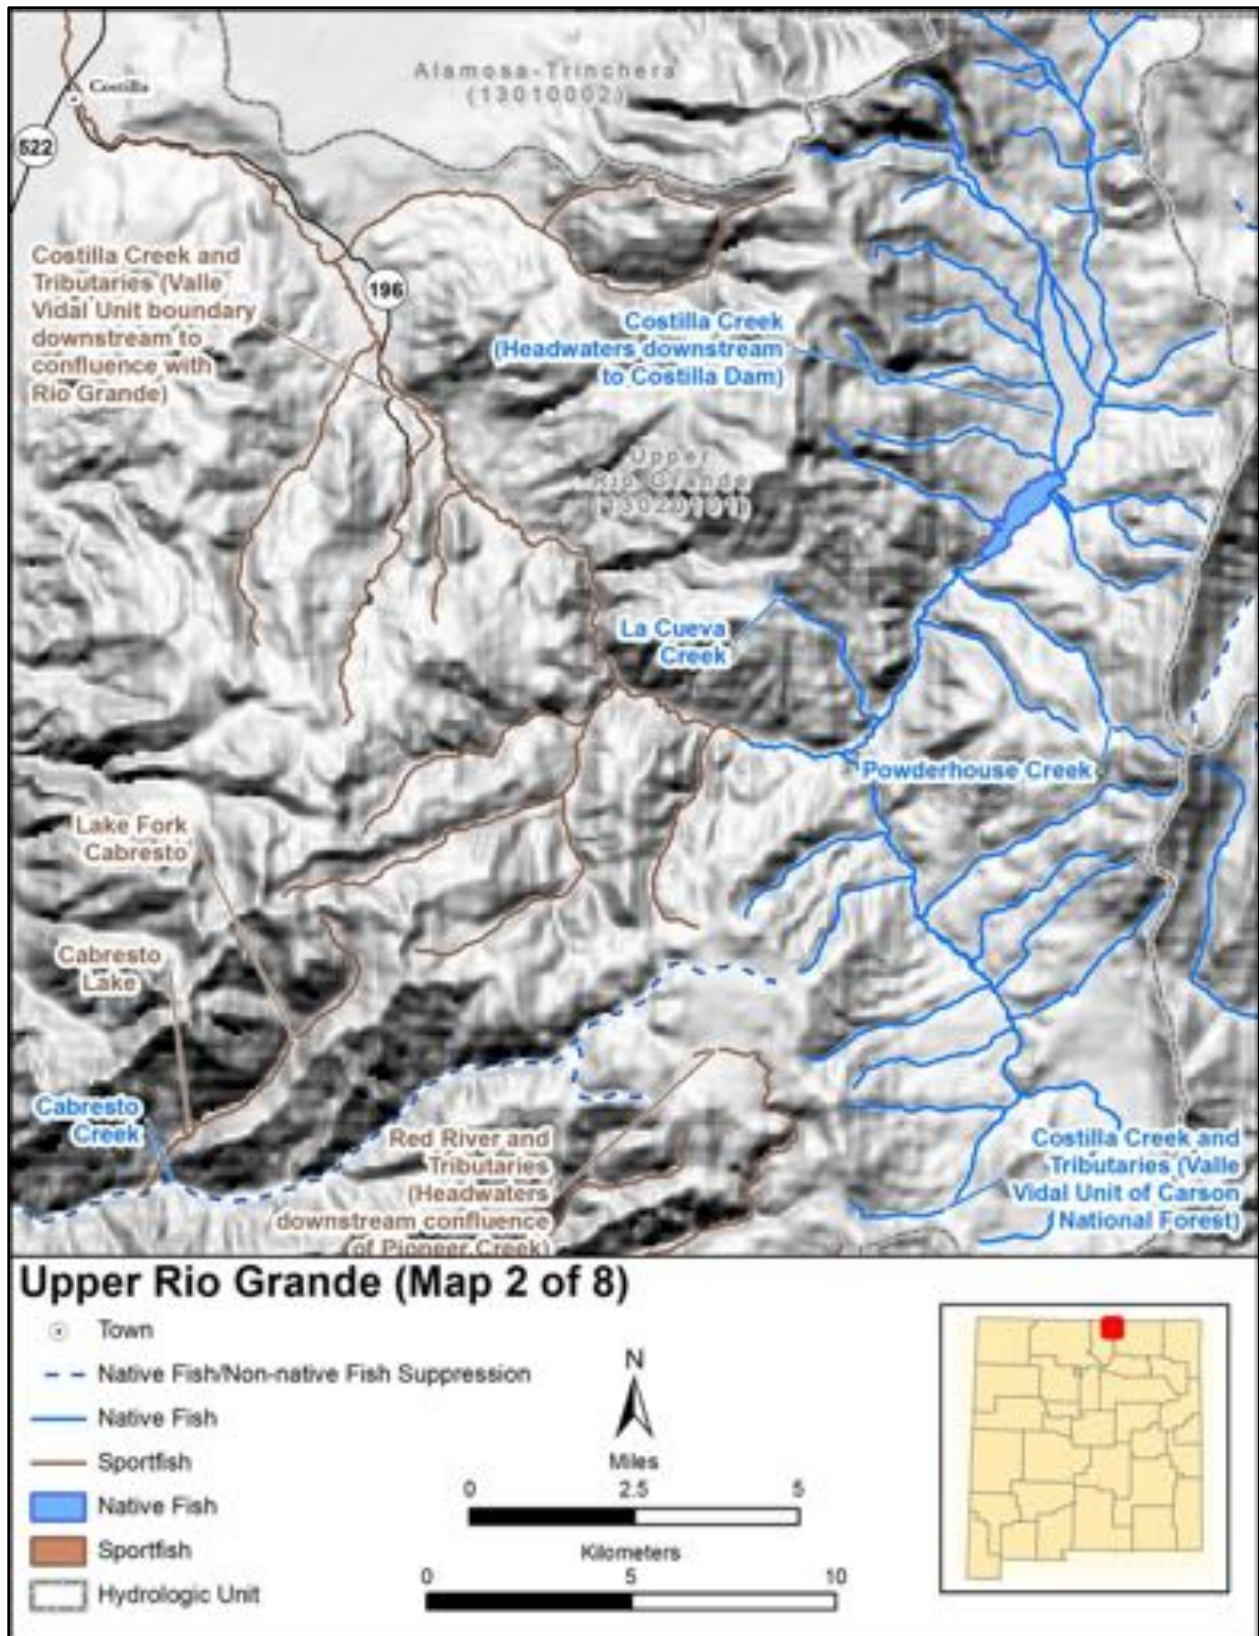 Alamosa-Trinchera
(13010002)
Costilla
522
Costilla Creek and
Tributaries (Valle
Vidal Unit boundary
downstream to
confluence with
Rio Grande)
196
Costilla Creek
(Headwaters downstream
to Costilla Dam)
Upper
Rio Grande
(13020101)
La Cueva
Creek
Powderhouse Creek
Lake Fork
Cabresto
Cabresto
Lake
Cabresto
Creek
Red River and
Tributaries
(Headwaters
downstream confluence
of Pioneer Creek)
Costilla Creek and
Tributaries (Valle
Vidal Unit of Carson
National Forest)
Upper Rio Grande (Map 2 of 8)
Town
Native Fish/Non-native Fish Suppression
Native Fish
Sportfish
Native Fish
Sportfish
Hydrologic Unit
N
Miles
0 2.5 5
Kilometers
0 5 10